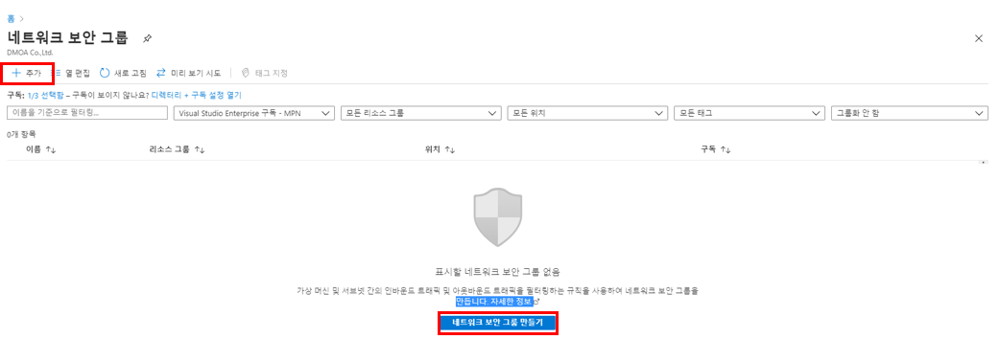 홈 >
네트워크 보안 그룹
DMOA Co.,Ltd.
+ 추가 열 편집 새로 고침 미리 보기 시도 태그 지정
구독: 1/3 선택함 – 구독이 보이지 않나요? 디렉터리 + 구독 설정 열기
이름을 기준으로 필터링... Visual Studio Enterprise 구독 - MPN 모든 리소스 그룹 모든 위치 모든 태그 그룹화 안 함
0개 항목
이름 ↑↓ 리소스 그룹 ↑↓ 위치 ↑↓ 구독 ↑↓
표시할 네트워크 보안 그룹 없음
가상 머신 및 서브넷 간의 인바운드 트래픽 및 아웃바운드 트래픽을 필터링하는 규칙을 사용하여 네트워크 보안 그룹을
만듭니다. 자세한 정보
네트워크 보안 그룹 만들기